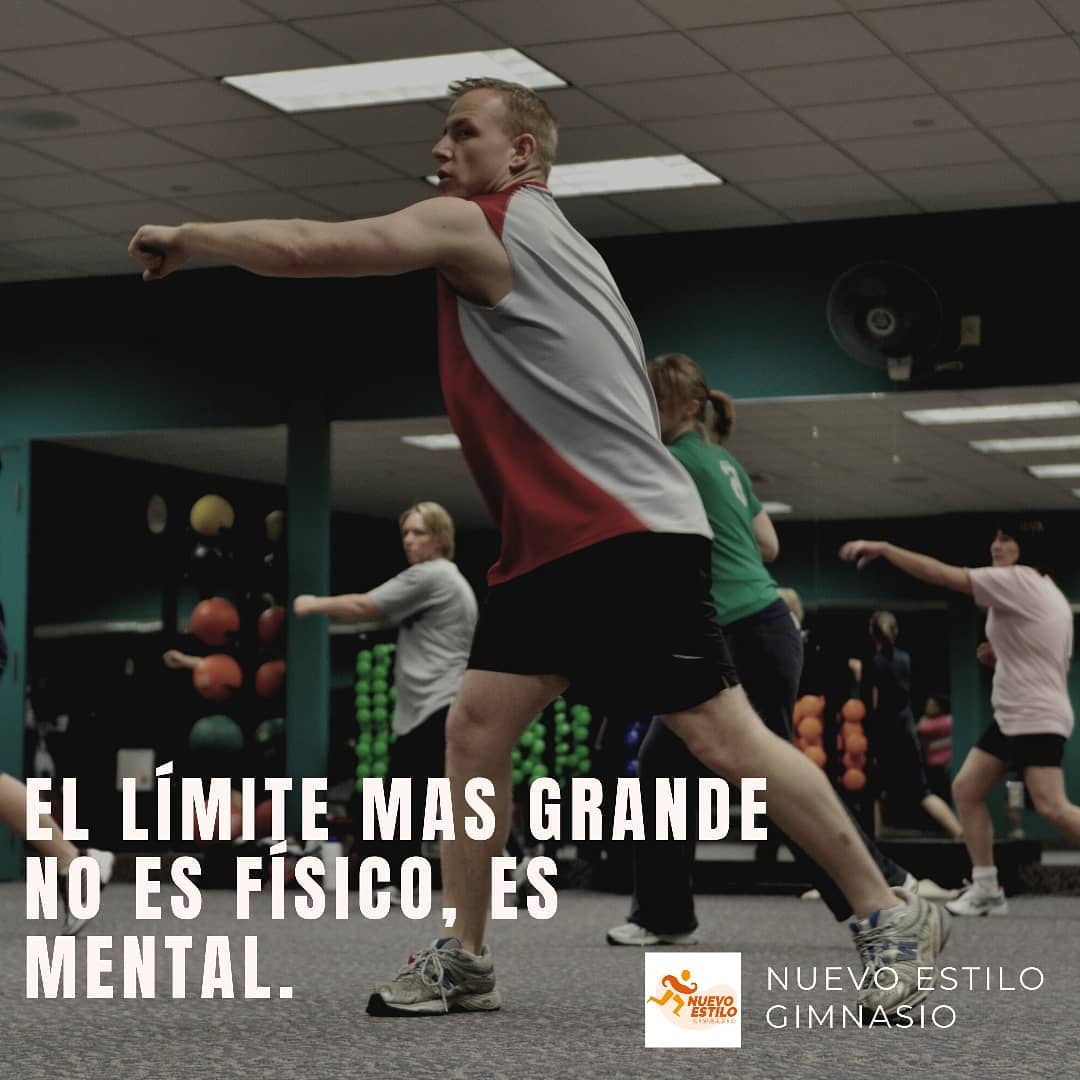 EL LÍMITE MAS GRANDE
NO ES FÍSICO, ES
MENTAL.
NUEVO
ESTILO
GIMNASIO
NUEVO ESTILO
GIMNASIO